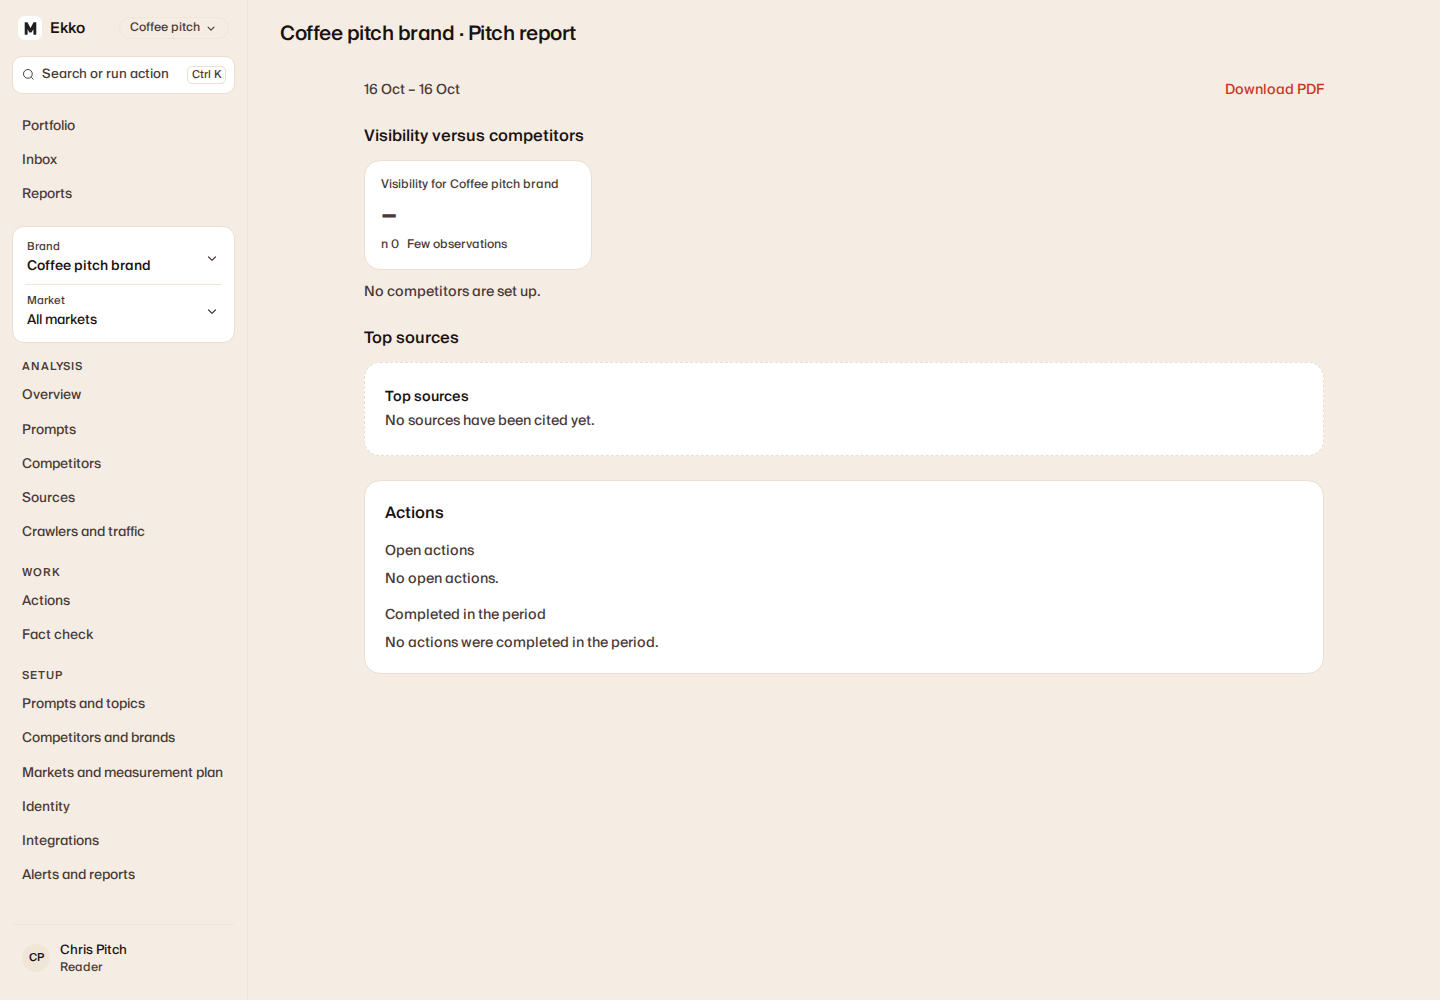 M Ekko
Coffee pitch
Search or run action
Ctrl K
Portfolio
Inbox
Reports
Brand
Coffee pitch brand
Market
All markets
ANALYSIS
Overview
Prompts
Competitors
Sources
Crawlers and traffic
WORK
Actions
Fact check
SETUP
Prompts and topics
Competitors and brands
Markets and measurement plan
Identity
Integrations
Alerts and reports
CP
Chris Pitch
Reader
Coffee pitch brand · Pitch report
16 Oct – 16 Oct
Download PDF
Visibility versus competitors
Visibility for Coffee pitch brand
–
n 0 Few observations
No competitors are set up.
Top sources
Top sources
No sources have been cited yet.
Actions
Open actions
No open actions.
Completed in the period
No actions were completed in the period.